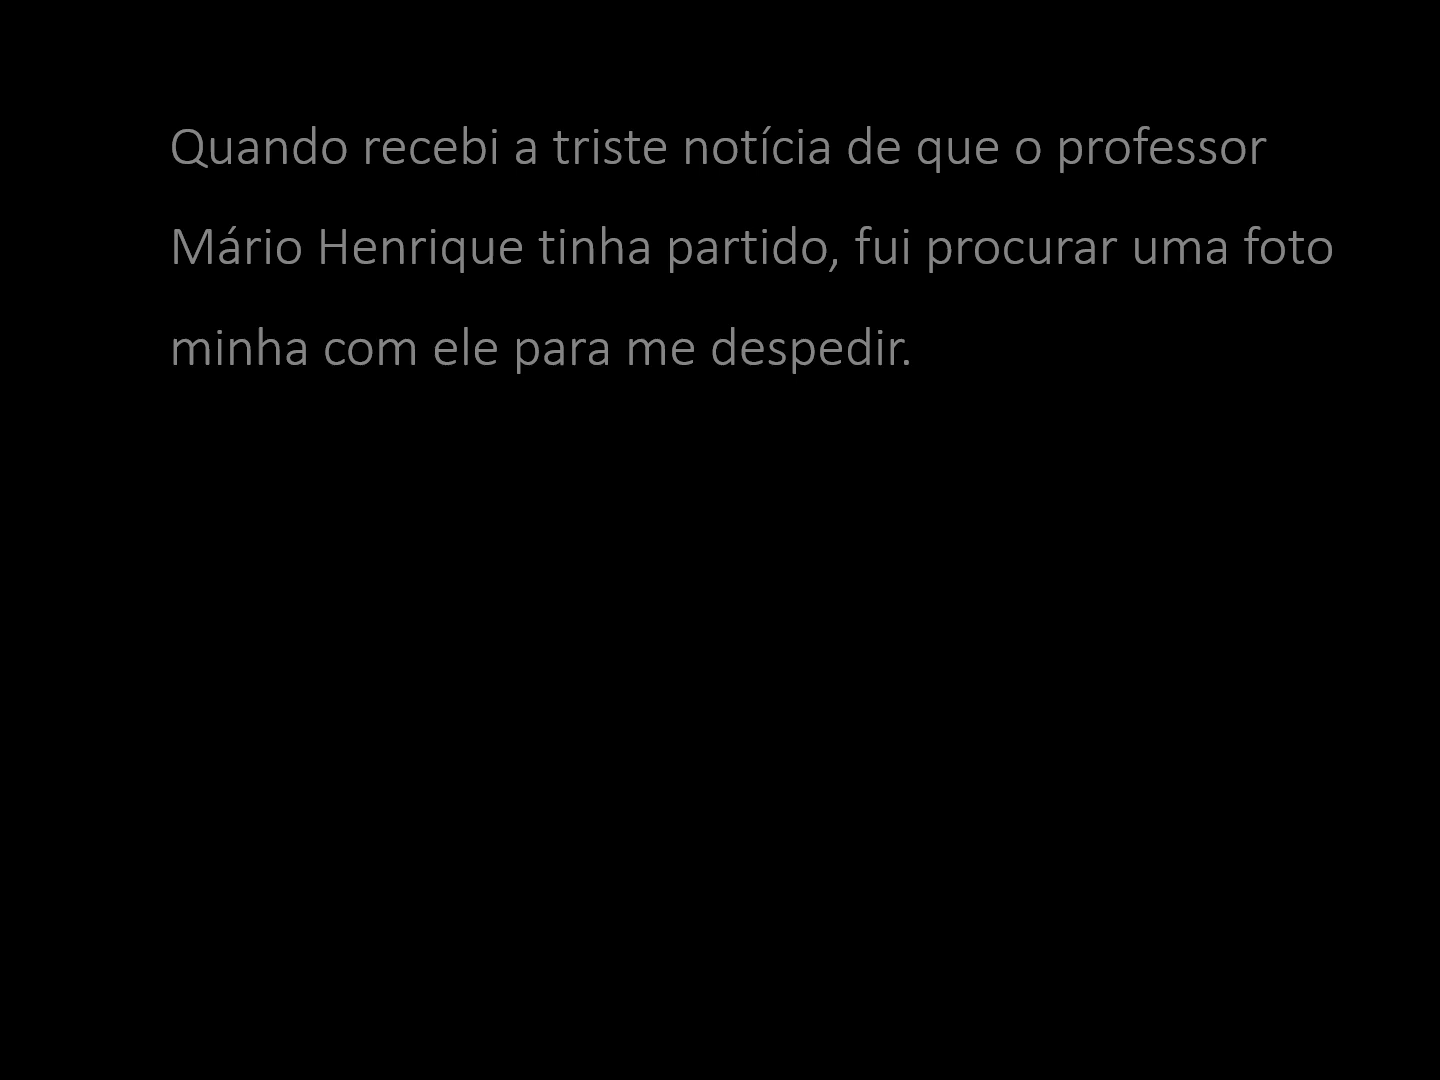 Quando recebi a triste notícia de que o professor
Mário Henrique tinha partido, fui procurar uma foto
minha com ele para me despedir.